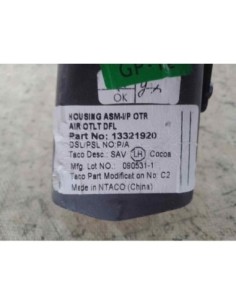 OK
HOUSING ASM-I/P OTR
AIR OTLT DFL
Part No: 13321920
DSL/PSL NO:P/A
Taco Desc.: SAV LH Cocoa
Mfg. Lot NO.: 090531-1
Taco Part Modification No: C2
Made in NTACO (China)